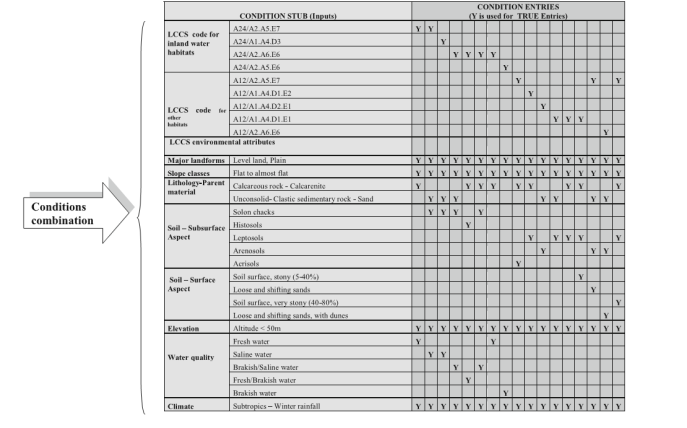 CONDITION STUB (Inputs)
CONDITION ENTRIES
(Y is used for TRUE Entries)
LCCS code for
inland water
habitats
A24/A2.A5.E7 Y Y
A24/A1.A4.D3 Y
A24/A2.A6.E6 Y Y Y Y
A24/A2.A5.E6 Y
LCCS code for
other
habitats
A12/A2.A5.E7 Y Y Y
A12/A1.A4.D1.E2 Y
A12/A1.A4.D2.E1 Y
A12/A1.A4.D1.E1 Y Y Y
A12/A2.A6.E6 Y
LCCS environmental attributes
Major landforms Level land, Plain Y Y Y Y Y Y Y Y Y Y Y Y Y Y Y Y Y
Slope classes Flat to almost flat Y Y Y Y Y Y Y Y Y Y Y Y Y Y Y Y Y
Lithology-Parent
material
Calcareous rock - Calcarenite Y Y Y Y Y Y Y Y Y
Unconsolid- Clastic sedimentary rock - Sand Y Y Y Y Y Y Y
Conditions
combination
Soil – Subsurface
Aspect
Solon chacks Y Y Y Y
Histosols Y
Leptosols Y Y Y Y Y
Arenosols Y Y Y
Acrisols Y
Soil – Surface
Aspect
Soil surface, stony (5-40%) Y
Loose and shifting sands Y
Soil surface, very stony (40-80%) Y
Loose and shifting sands, with dunes Y
Elevation Altitude < 50m Y Y Y Y Y Y Y Y Y Y Y Y Y Y Y Y Y
Water quality
Fresh water Y Y
Saline water Y Y
Brakish/Saline water Y Y
Fresh/Brakish water Y
Brakish water Y
Climate Subtropics – Winter rainfall Y Y Y Y Y Y Y Y Y Y Y Y Y Y Y Y Y